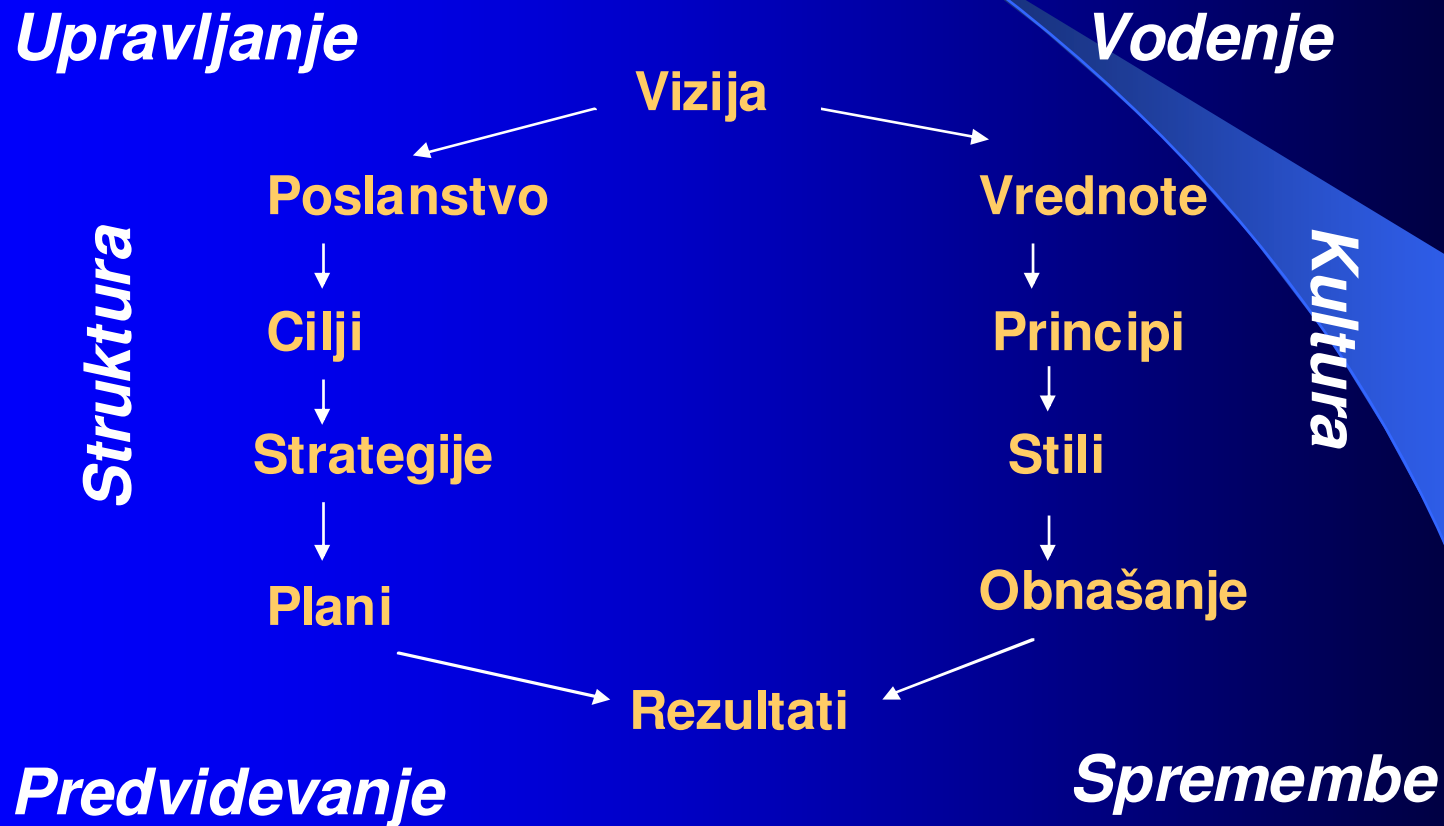 Upravljanje
Vodenje
Vizija
Poslanstvo
Vrednote
Struktura
Kultura
Cilji
Principi
Strategije
Stili
Plani
Obnašanje
Rezultati
Predvidevanje
Spremembe